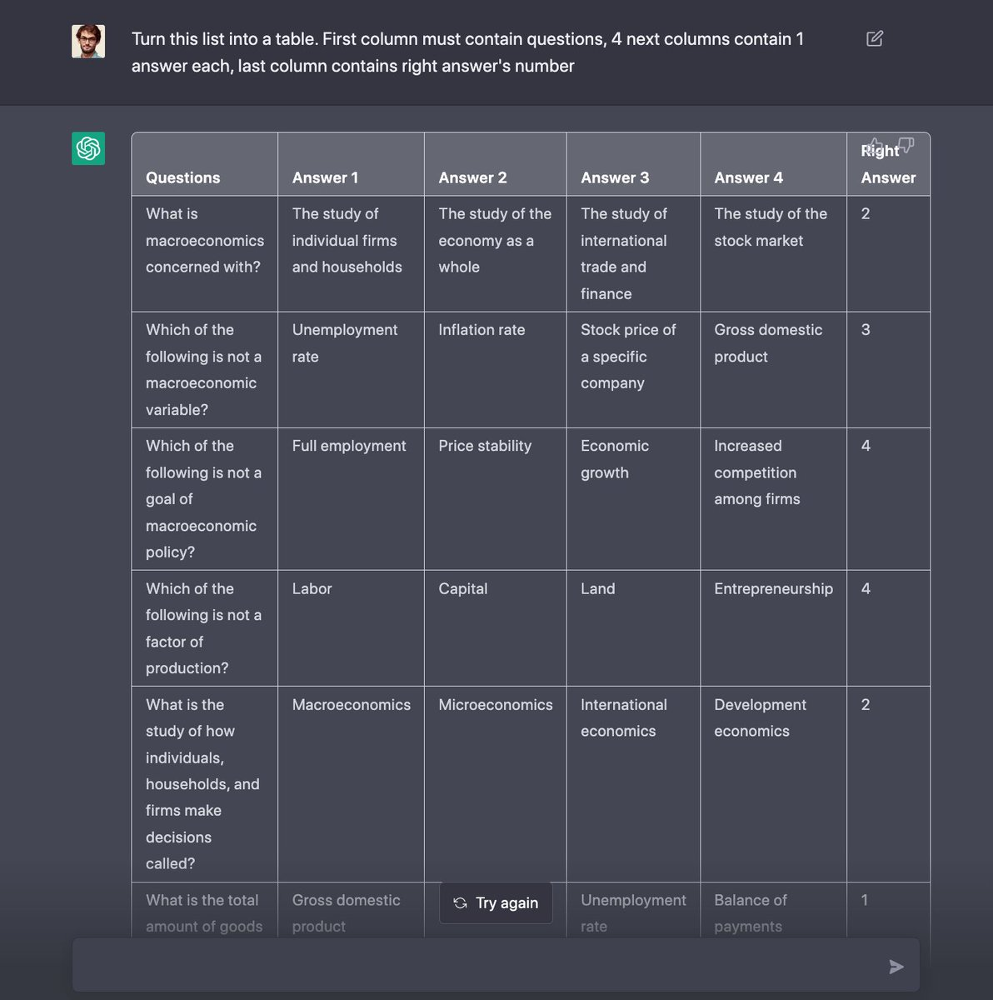 Turn this list into a table. First column must contain questions, 4 next columns contain 1
answer each, last column contains right answer's number
Questions
Answer 1
Answer 2
Answer 3
Answer 4
Right
Answer
What is
macroeconomics
concerned with?
The study of
individual firms
and households
The study of the
economy as a
whole
The study of
international
trade and
finance
The study of the
stock market
2
Which of the
following is not a
macroeconomic
variable?
Unemployment
rate
Inflation rate
Stock price of
a specific
company
Gross domestic
product
3
Which of the
following is not a
goal of
macroeconomic
policy?
Full employment
Price stability
Economic
growth
Increased
competition
among firms
4
Which of the
following is not a
factor of
production?
Labor
Capital
Land
Entrepreneurship
4
What is the
study of how
individuals,
households, and
firms make
decisions
called?
Macroeconomics
Microeconomics
International
economics
Development
economics
2
What is the total
amount of goods
Gross domestic
product
Try again
Unemployment
rate
Balance of
payments
1